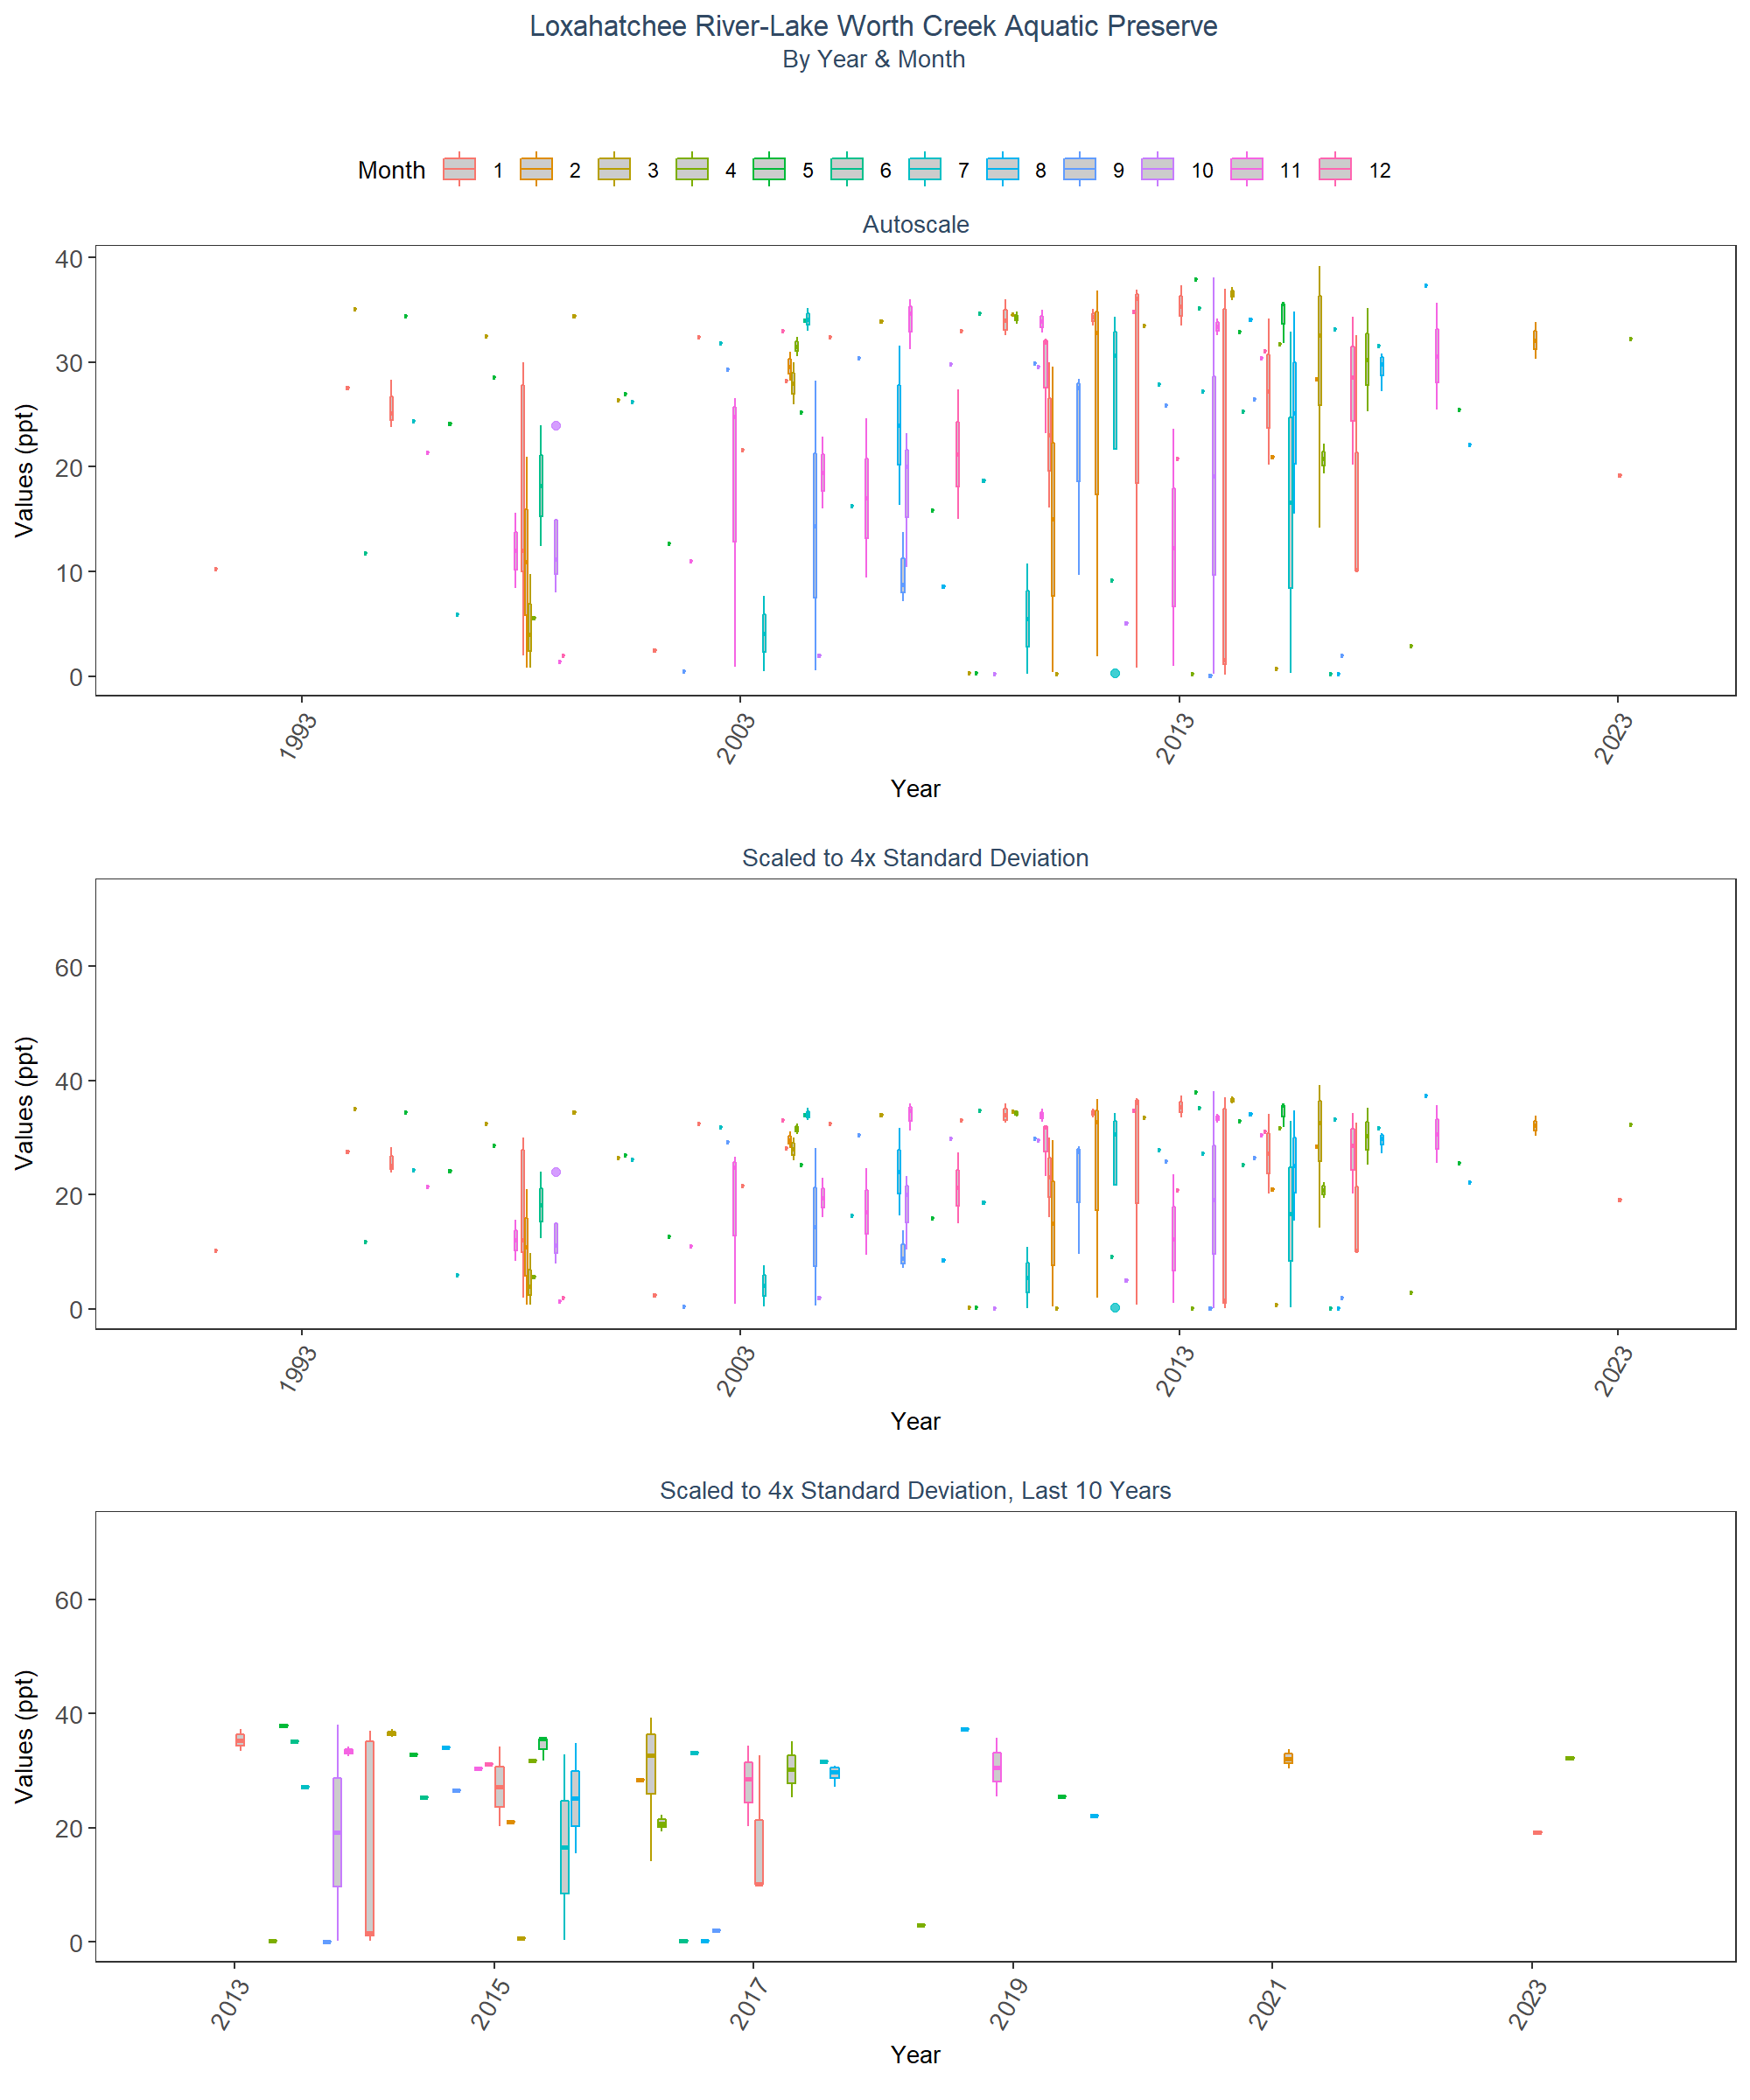 Loxahatchee River-Lake Worth Creek Aquatic Preserve
By Year & Month
Month 1 2 3 4 5 6 7 8 9 10 11 12
Autoscale
Values (ppt)
40
30
20
10
0
1993 2003 2013 2023
Year
Scaled to 4x Standard Deviation
Values (ppt)
60
40
20
0
1993 2003 2013 2023
Year
Scaled to 4x Standard Deviation, Last 10 Years
Values (ppt)
60
40
20
0
2013 2015 2017 2019 2021 2023
Year